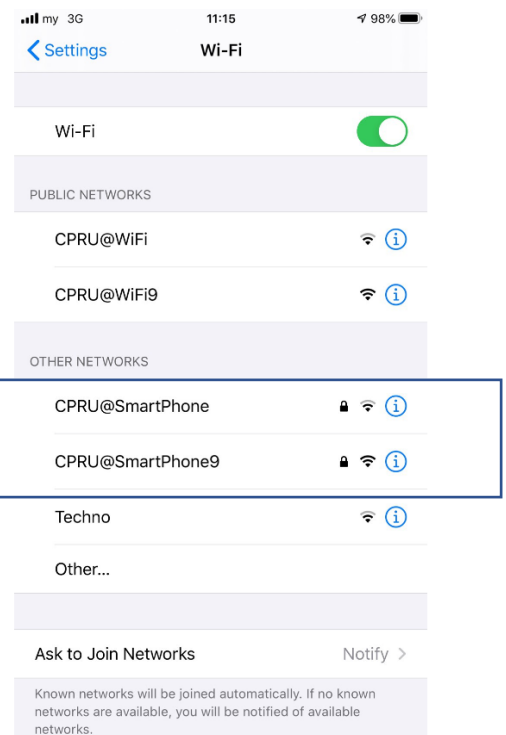 my 3G 11:15 98%
Settings Wi-Fi
Wi-Fi
PUBLIC NETWORKS
CPRU@WiFi
CPRU@WiFi9
OTHER NETWORKS
CPRU@SmartPhone
CPRU@SmartPhone9
Techno
Other...
Ask to Join Networks Notify
Known networks will be joined automatically. If no known
networks are available, you will be notified of available
networks.